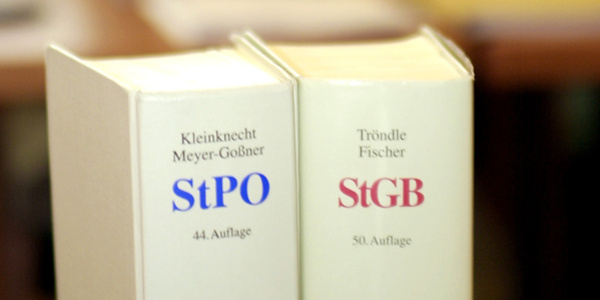 Kleinknecht
Meyer-Goßner
StPO
44. Auflage
Tröndle
Fischer
StGB
50. Auflage